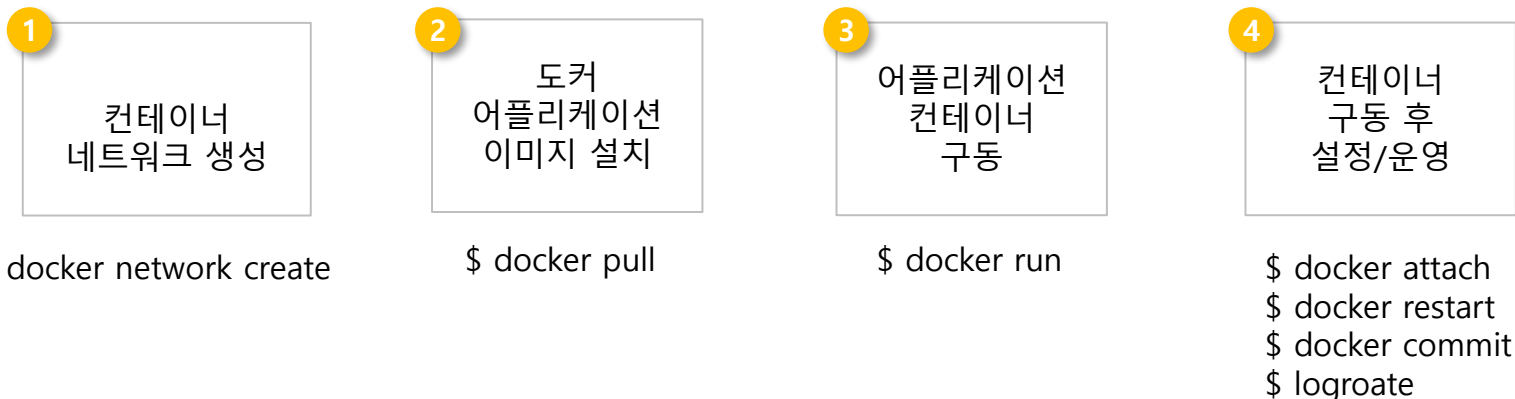 1
컨테이너
네트워크 생성
docker network create
2
도커
어플리케이션
이미지 설치
$ docker pull
3
어플리케이션
컨테이너
구동
$ docker run
4
컨테이너
구동 후
설정/운영
$ docker attach
$ docker restart
$ docker commit
$ logroate